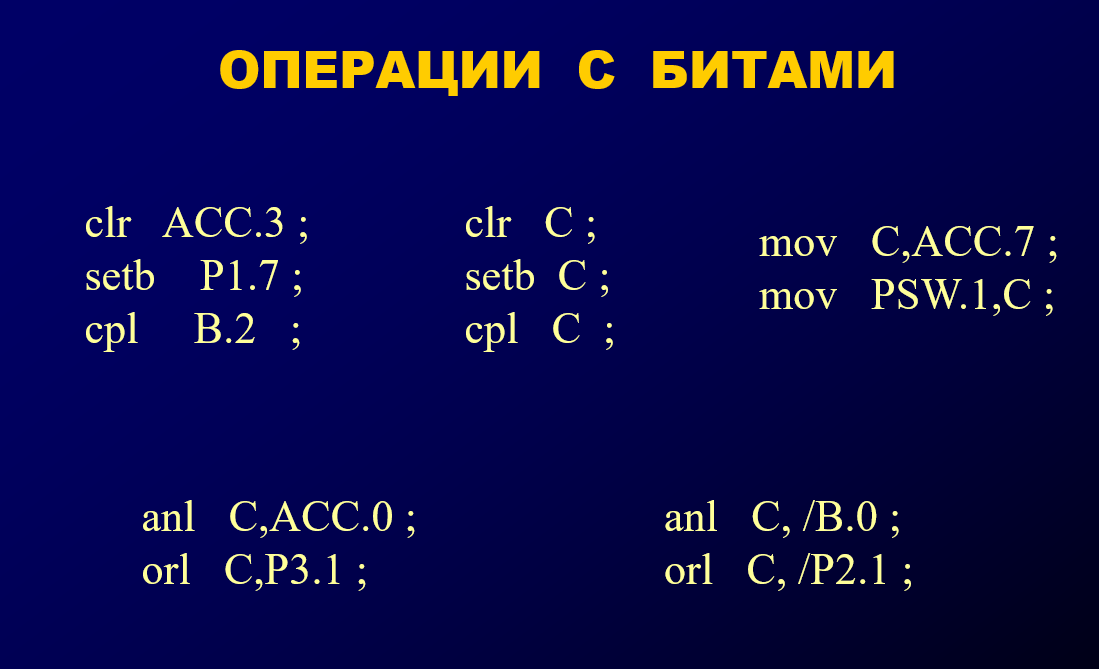 ОПЕРАЦИИ С БИТАМИ
clr ACC.3 ;
setb P1.7 ;
cpl B.2 ;
clr C ;
setb C ;
cpl C ;
mov C,ACC.7 ;
mov PSW.1,C ;
anl C,ACC.0 ;
orl C,P3.1 ;
anl C, /B.0 ;
orl C, /P2.1 ;